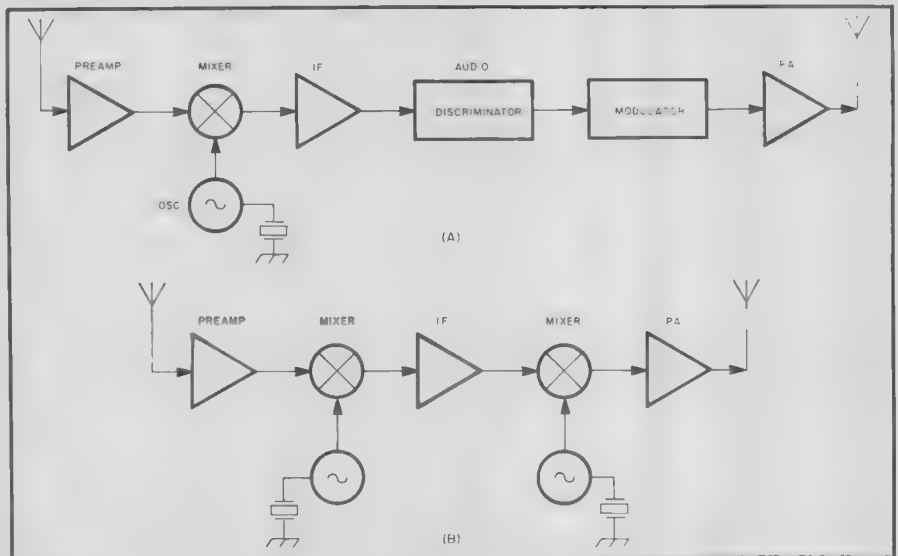 PREAMP
MIXER
IF
AUDIO
PA
DISCRIMINATOR
MODULATOR
OSC
(A)
PREAMP
MIXER
IF
MIXER
PA
(B)